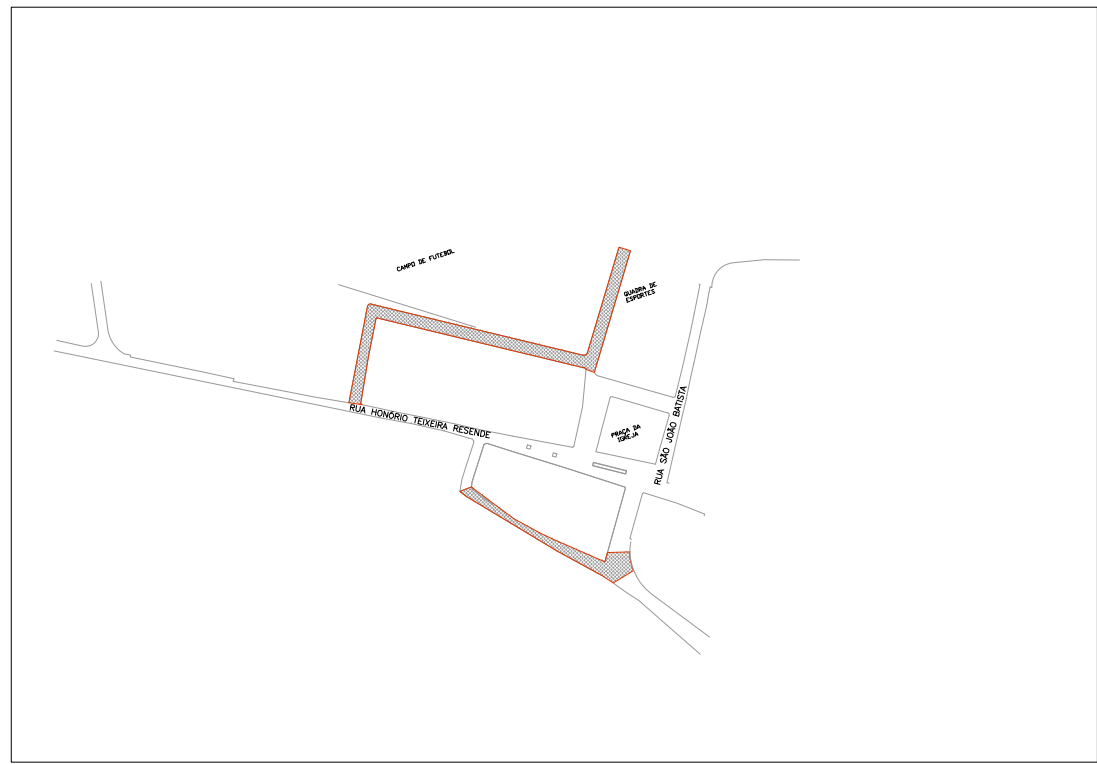 CAMPO DE FUTEBOL
QUADRA DE
ESPORTES
RUA SÃO JOÃO BATISTA
RUA HONÓRIO TEIXEIRA RESENDE
PRAÇA DA
IGREJA